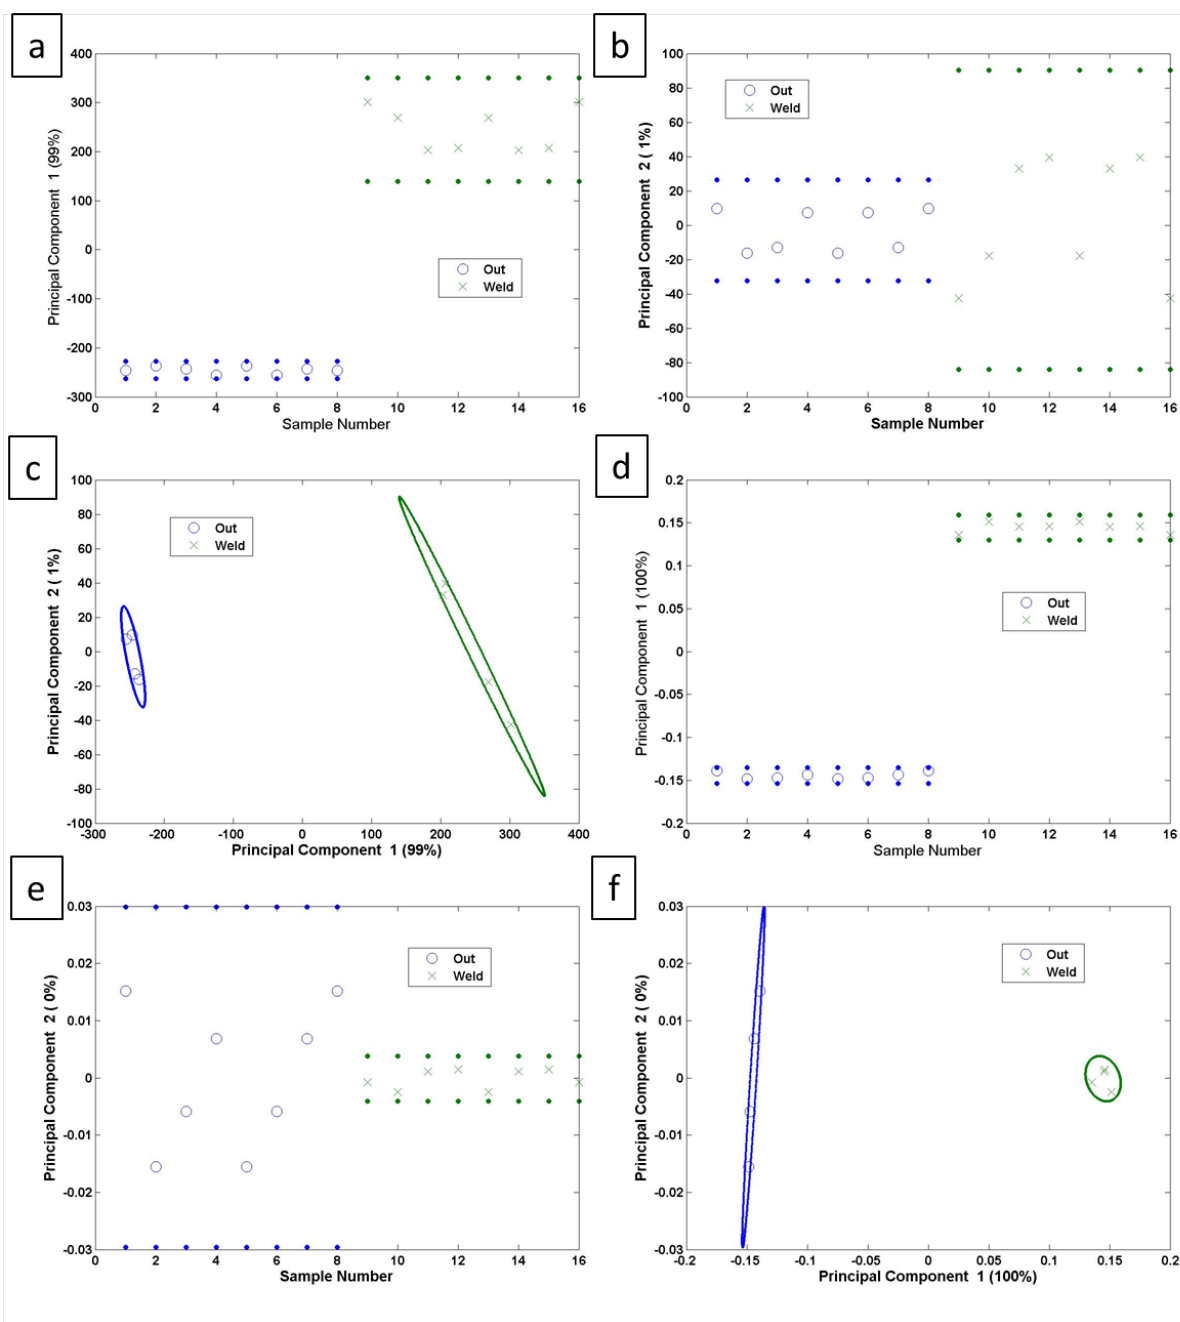 a
400
300
200
100
0
-100
-200
-300
0 2 4 6 8 10 12 14 16
Principal Component 1 (99%)
Sample Number
Out
Weld
b
100
80
60
40
20
0
-20
-40
-60
-80
-100
0 2 4 6 8 10 12 14 16
Principal Component 2 ( 1%)
Sample Number
Out
Weld
c
100
80
60
40
20
0
-20
-40
-60
-80
-100
-300 -200 -100 0 100 200 300 400
Principal Component 2 ( 1%)
Principal Component 1 (99%)
Out
Weld
d
0.2
0.15
0.1
0.05
0
-0.05
-0.1
-0.15
-0.2
0 2 4 6 8 10 12 14 16
Principal Component 1 (100%)
Sample Number
Out
Weld
e
0.03
0.02
0.01
0
-0.01
-0.02
-0.03
0 2 4 6 8 10 12 14 16
Principal Component 2 ( 0%)
Sample Number
Out
Weld
f
0.03
0.02
0.01
0
-0.01
-0.02
-0.03
-0.2 -0.15 -0.1 -0.05 0 0.05 0.1 0.15 0.2
Principal Component 2 ( 0%)
Principal Component 1 (100%)
Out
Weld